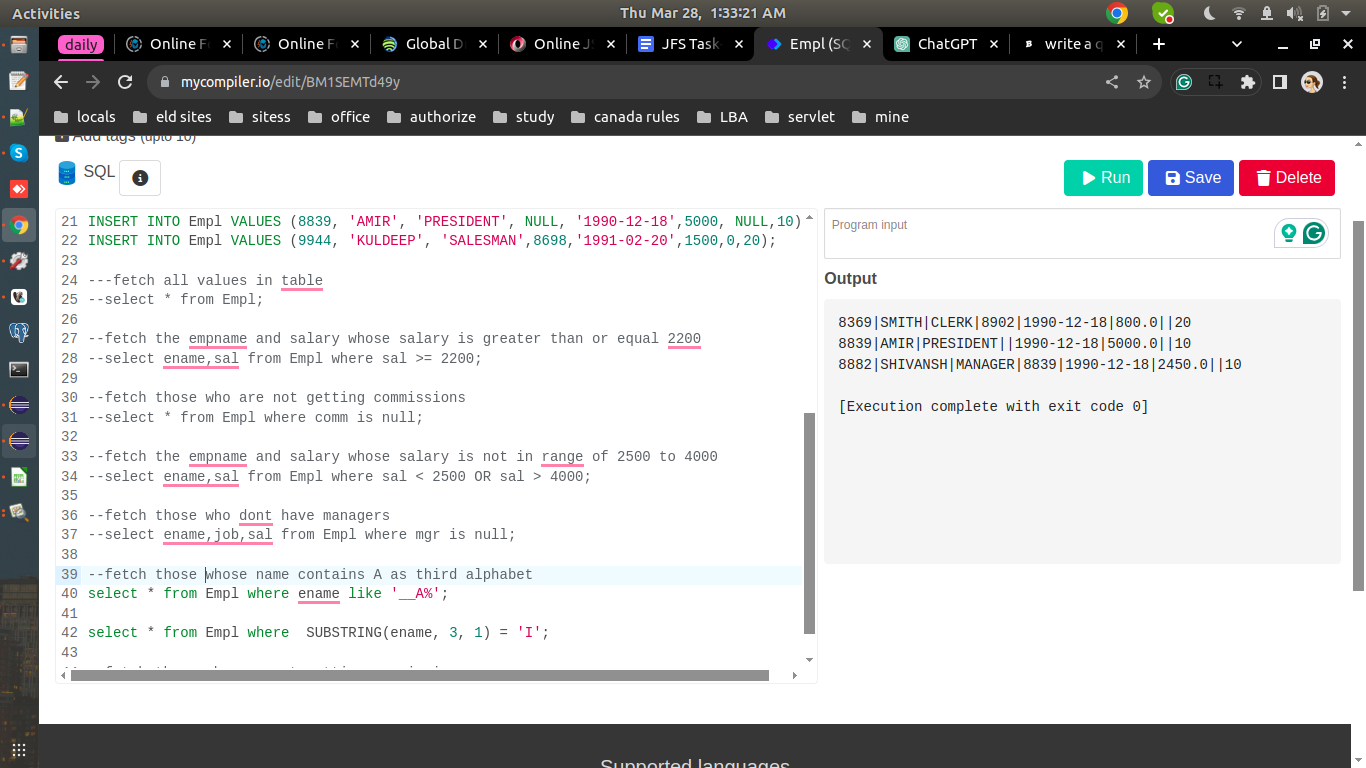 Activities
Thu Mar 28, 1:33:21 AM
daily
Online Fo
Online Fo
Global D
Online JS
JFS Task
Empl (SQ
ChatGPT
write a q
mycompiler.io/edit/BM1SEMTd49y
locals
eld sites
sitess
office
authorize
study
canada rules
LBA
servlet
mine
Add tags (upto 10)
SQL
Run
Save
Delete
21 INSERT INTO Empl VALUES (8839, 'AMIR', 'PRESIDENT', NULL, '1990-12-18',5000, NULL,10)
22 INSERT INTO Empl VALUES (9944, 'KULDEEP', 'SALESMAN',8698,'1991-02-20',1500,0,20);
23
24 ---fetch all values in table
25 --select * from Empl;
26
27 --fetch the empname and salary whose salary is greater than or equal 2200
28 --select ename,sal from Empl where sal >= 2200;
29
30 --fetch those who are not getting commissions
31 --select * from Empl where comm is null;
32
33 --fetch the empname and salary whose salary is not in range of 2500 to 4000
34 --select ename,sal from Empl where sal < 2500 OR sal > 4000;
35
36 --fetch those who dont have managers
37 --select ename,job,sal from Empl where mgr is null;
38
39 --fetch those whose name contains A as third alphabet
40 select * from Empl where ename like '__A%';
41
42 select * from Empl where  SUBSTRING(ename, 3, 1) = 'I';
43
Program input
Output
8369|SMITH|CLERK|8902|1990-12-18|800.0||20
8839|AMIR|PRESIDENT||1990-12-18|5000.0||10
8882|SHIVANSH|MANAGER|8839|1990-12-18|2450.0||10
[Execution complete with exit code 0]
Supported languages